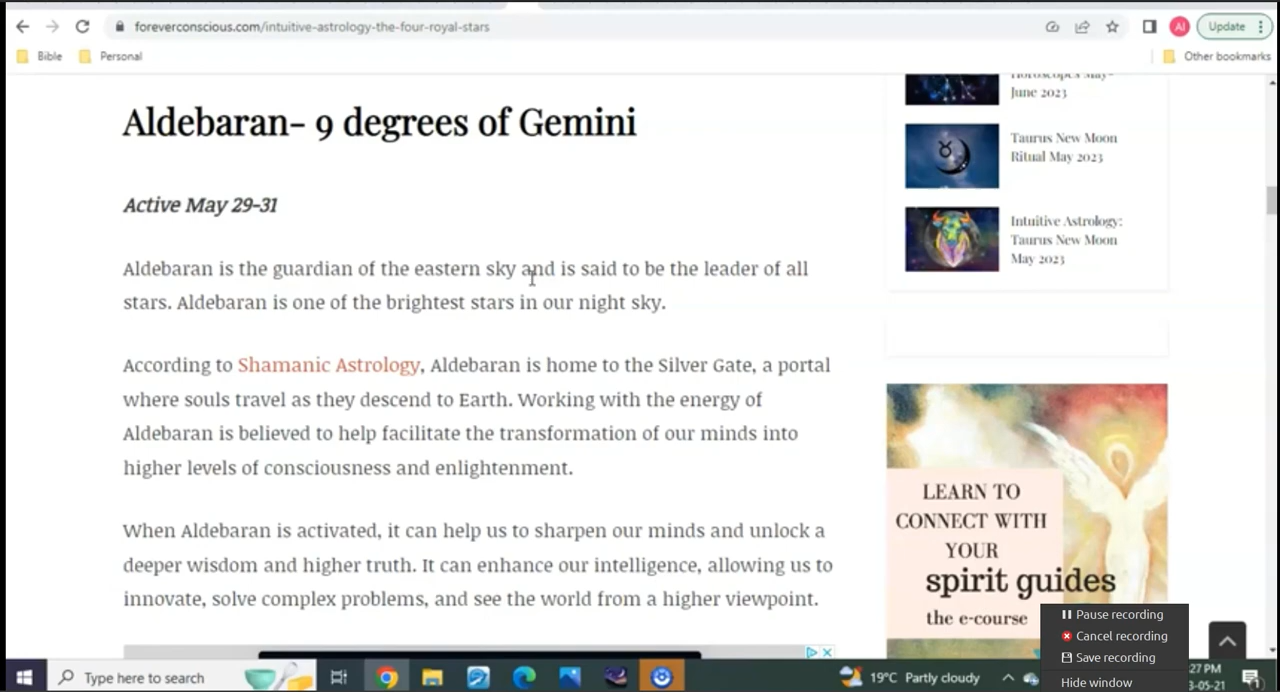 foreverconscious.com/intuitive-astrology-the-four-royal-stars
AI
Update
Bible
Personal
Other bookmarks
Aldebaran- 9 degrees of Gemini
Active May 29-31
Aldebaran is the guardian of the eastern sky and is said to be the leader of all
stars. Aldebaran is one of the brightest stars in our night sky.
According to Shamanic Astrology, Aldebaran is home to the Silver Gate, a portal
where souls travel as they descend to Earth. Working with the energy of
Aldebaran is believed to help facilitate the transformation of our minds into
higher levels of consciousness and enlightenment.
When Aldebaran is activated, it can help us to sharpen our minds and unlock a
deeper wisdom and higher truth. It can enhance our intelligence, allowing us to
innovate, solve complex problems, and see the world from a higher viewpoint.
Horoscopes May-
June 2023
Taurus New Moon
Ritual May 2023
Intuitive Astrology:
Taurus New Moon
May 2023
LEARN TO
CONNECT WITH
YOUR
spirit guides
the e-course
Pause recording
Cancel recording
Save recording
Hide window
Type here to search
19°C Partly cloudy
:27 PM
3-05-21
1